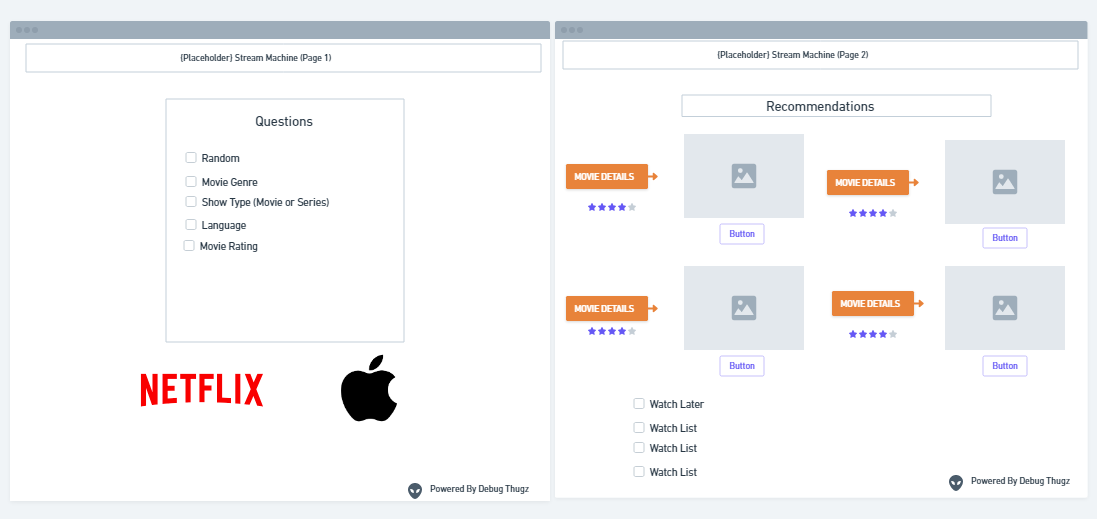 {Placeholder} Stream Machine (Page 1)
Questions
Random
Movie Genre
Show Type (Movie or Series)
Language
Movie Rating
NETFLIX
Powered By Debug Thugz
{Placeholder} Stream Machine (Page 2)
Recommendations
MOVIE DETAILS
Button
MOVIE DETAILS
Button
MOVIE DETAILS
Button
MOVIE DETAILS
Button
Watch Later
Watch List
Watch List
Watch List
Powered By Debug Thugz